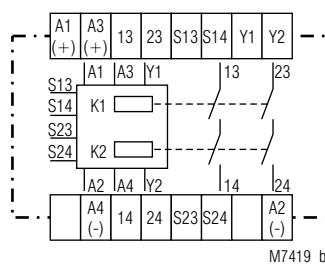 A1 A3 13 23 S13 S14 Y1 Y2
(+) (+)
A1 A3 Y1 13 23
S13
S14 K1
S23
S24 K2
A2 A4 Y2 14 24
A4 14 24 S23 S24 A2
(-) (-)
M7419_b